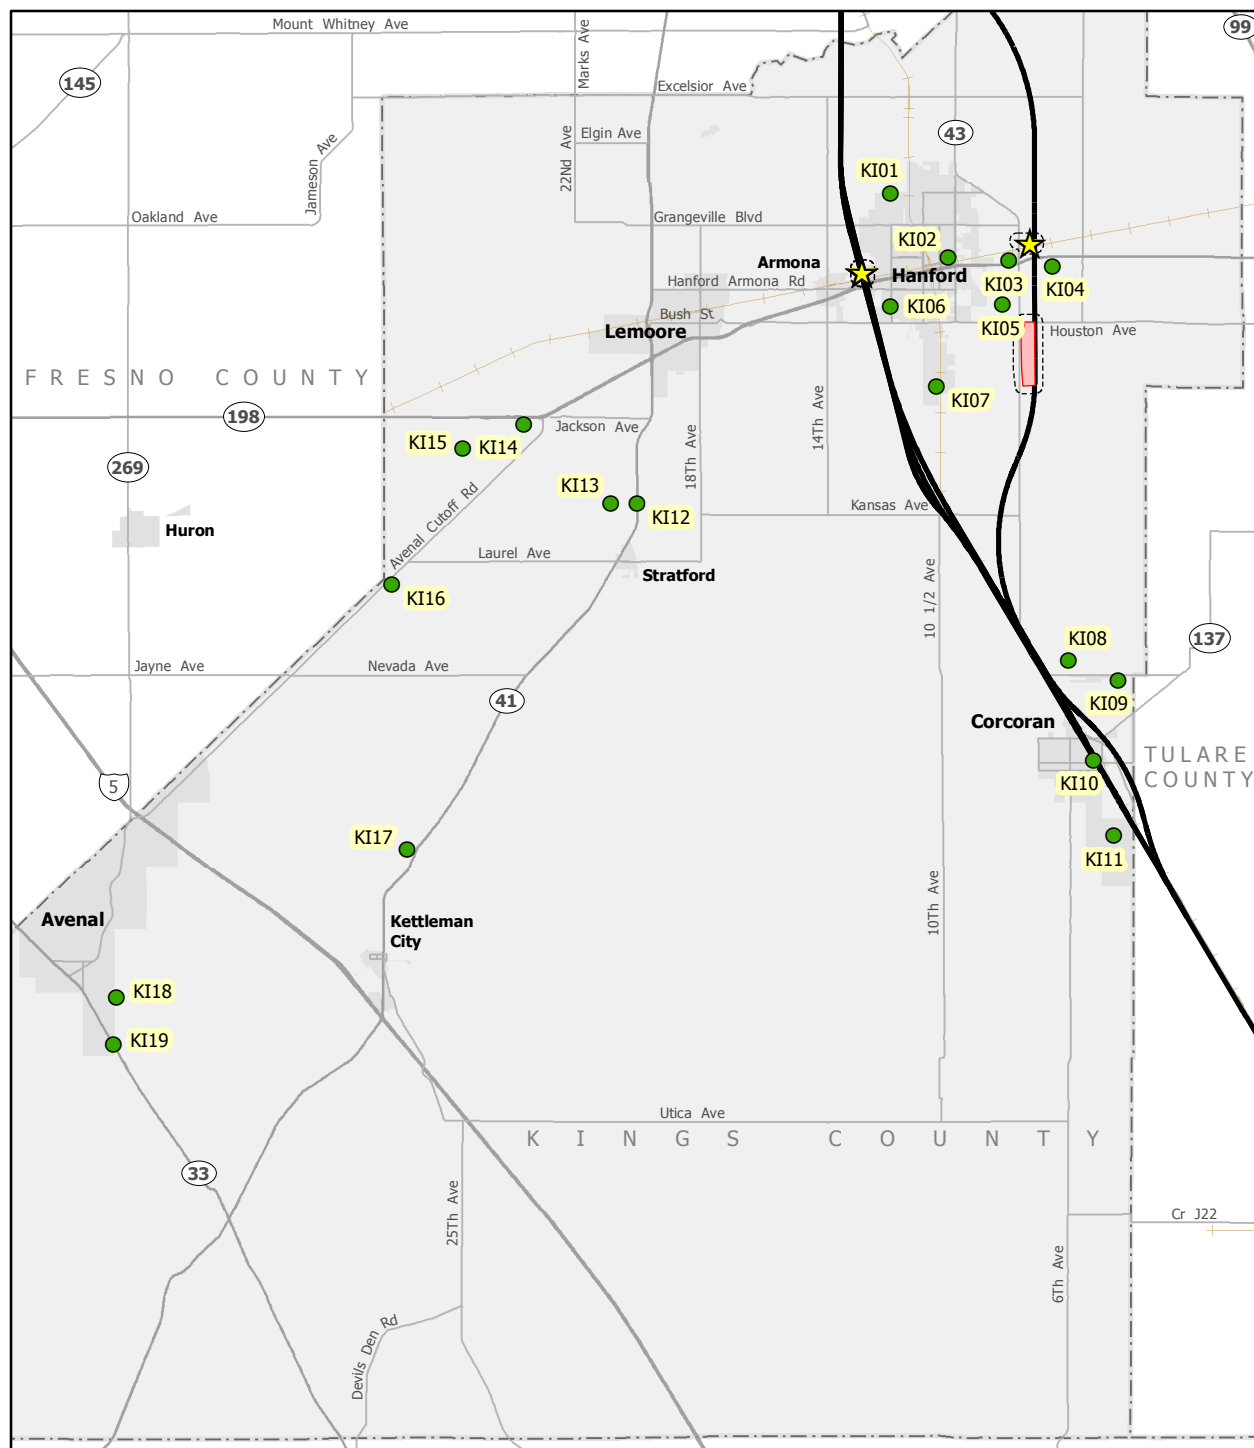 Mount Whitney Ave
99
145
Marks Ave
Excelsior Ave
22Nd Ave
Elgin Ave
43
Jameson Ave
KI01
Oakland Ave
Grangeville Blvd
KI02
Armona
Hanford
Hanford Armona Rd
KI03
KI04
KI06
Bush St
KI05
Houston Ave
Lemoore
FRESNO COUNTY
KI07
198
14Th Ave
Jackson Ave
KI15
KI14
18Th Ave
269
KI13
KI12
Kansas Ave
Avenal Cutoff Rd
Huron
Laurel Ave
Stratford
KI16
10 1/2 Ave
KI08
137
Jayne Ave
Nevada Ave
41
KI09
Corcoran
TULARE
COUNTY
5
KI10
KI17
KI11
Avenal
Kettleman
City
10Th Ave
KI18
KI19
Utica Ave
KINGS COUNTY
33
25Th Ave
Cr J22
6Th Ave
Devils Den Rd